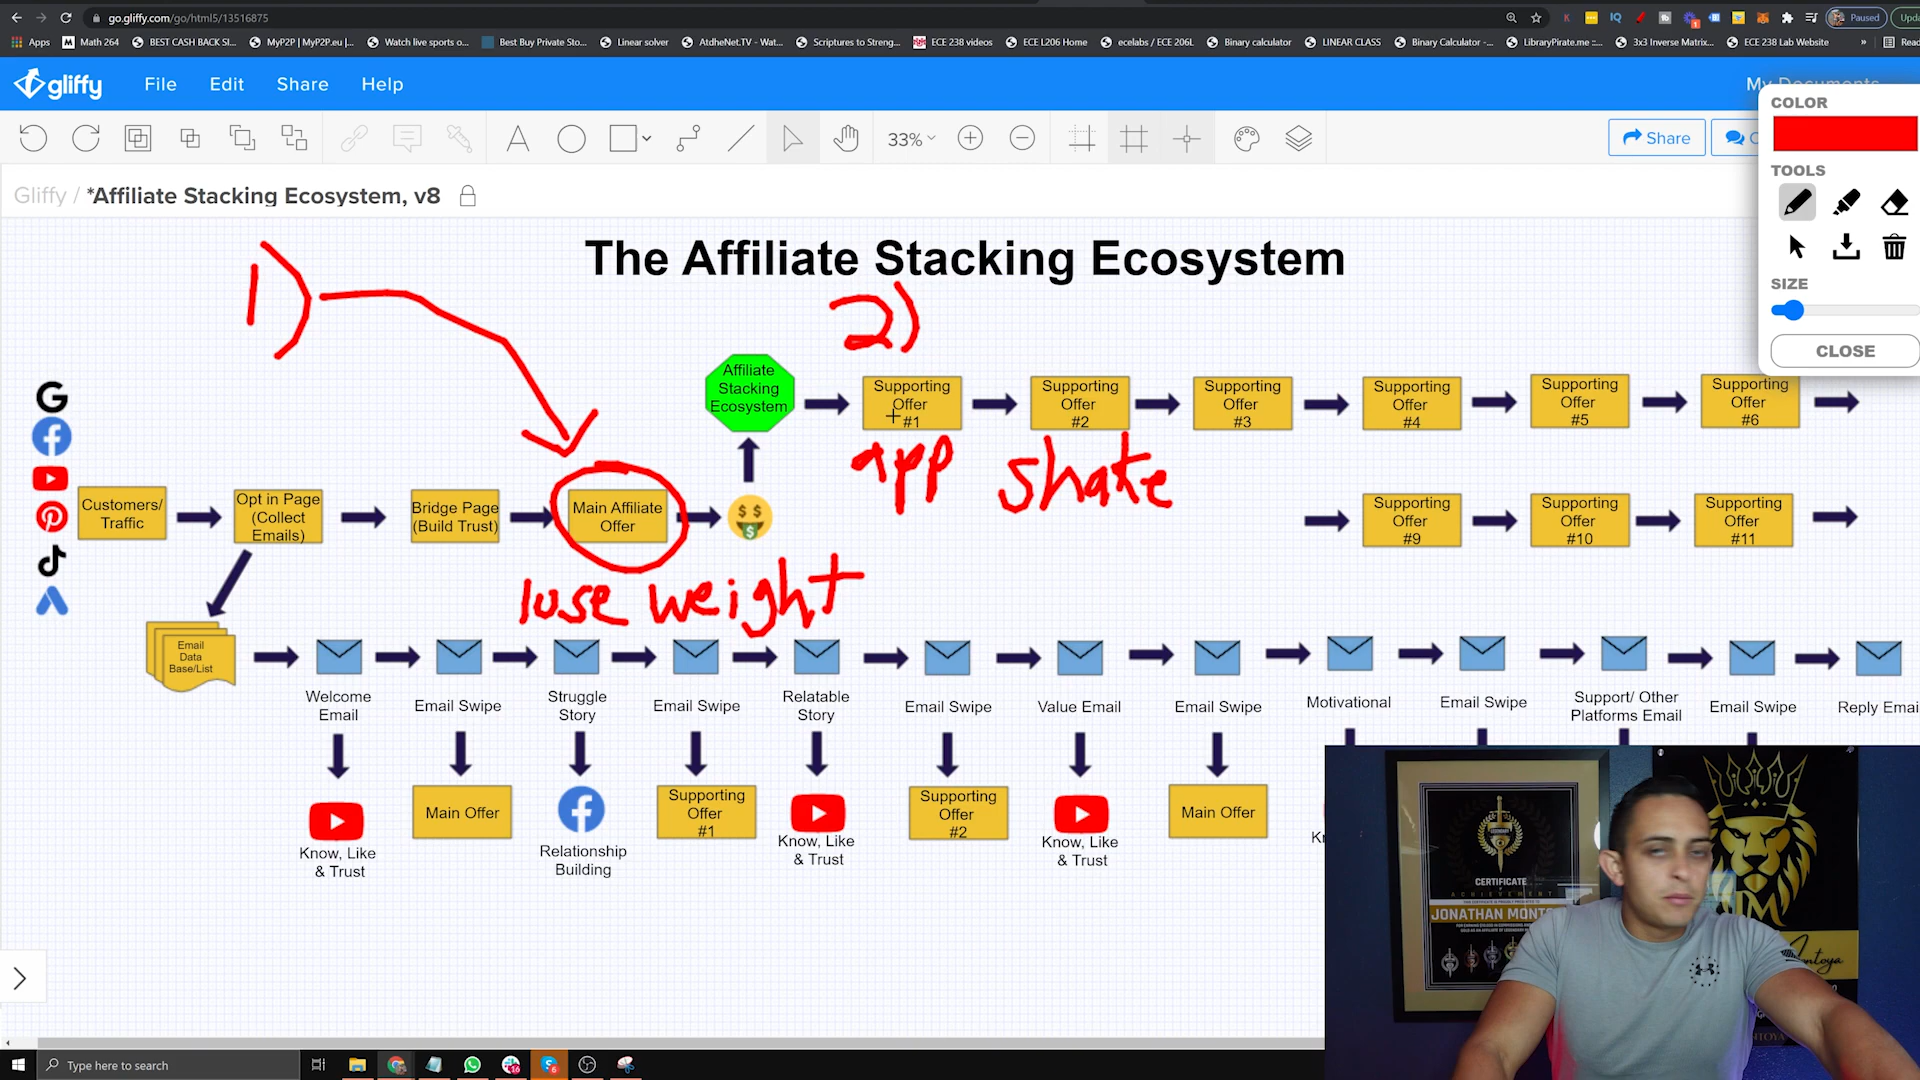 go.gliffy.com/go/html5/13516875
Paused
Apps
Math 264
BEST CASH BACK SI...
MyP2P | MyP2P.eu |...
Watch live sports o...
Best Buy Private Sto...
Linear solver
AtdheNet.TV - Wat...
Scriptures to Streng...
ECE 238 videos
ECE L206 Home
ecelabs / ECE 206L
Binary calculator
LINEAR CLASS
Binary Calculator -...
LibraryPirate.me ::...
3x3 Inverse Matrix...
ECE 238 Lab Website
»
gliffy
File
Edit
Share
Help
My Documents
33%
Share
COLOR
TOOLS
SIZE
CLOSE
Gliffy / *Affiliate Stacking Ecosystem, v8
The Affiliate Stacking Ecosystem
1)
2)
Affiliate
Stacking
Ecosystem
Supporting
Offer
#1
Supporting
Offer
#2
Supporting
Offer
#3
Supporting
Offer
#4
Supporting
Offer
#5
Supporting
Offer
#6
app
shake
Customers/
Traffic
Opt in Page
(Collect
Emails)
Bridge Page
(Build Trust)
Main Affiliate
Offer
Supporting
Offer
#9
Supporting
Offer
#10
Supporting
Offer
#11
lose weight
Email
Data
Base/List
Welcome
Email
Email Swipe
Struggle
Story
Email Swipe
Relatable
Story
Email Swipe
Value Email
Email Swipe
Motivational
Email Swipe
Support/ Other
Platforms Email
Email Swipe
Reply Emai
Know, Like
& Trust
Main Offer
Relationship
Building
Supporting
Offer
#1
Know, Like
& Trust
Supporting
Offer
#2
Know, Like
& Trust
Main Offer
CERTIFICATE
ACHIEVEMENT
JONATHAN MONTO
Type here to search